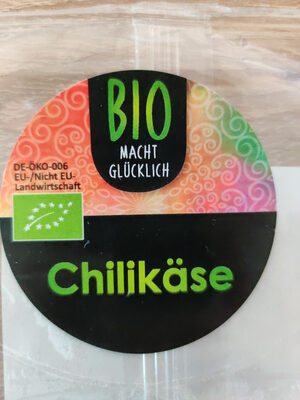 BIO
MACHT
GLÜCKLICH
DE-ÖKO-006
EU-/Nicht EU-
Landwirtschaft
Chilikäse